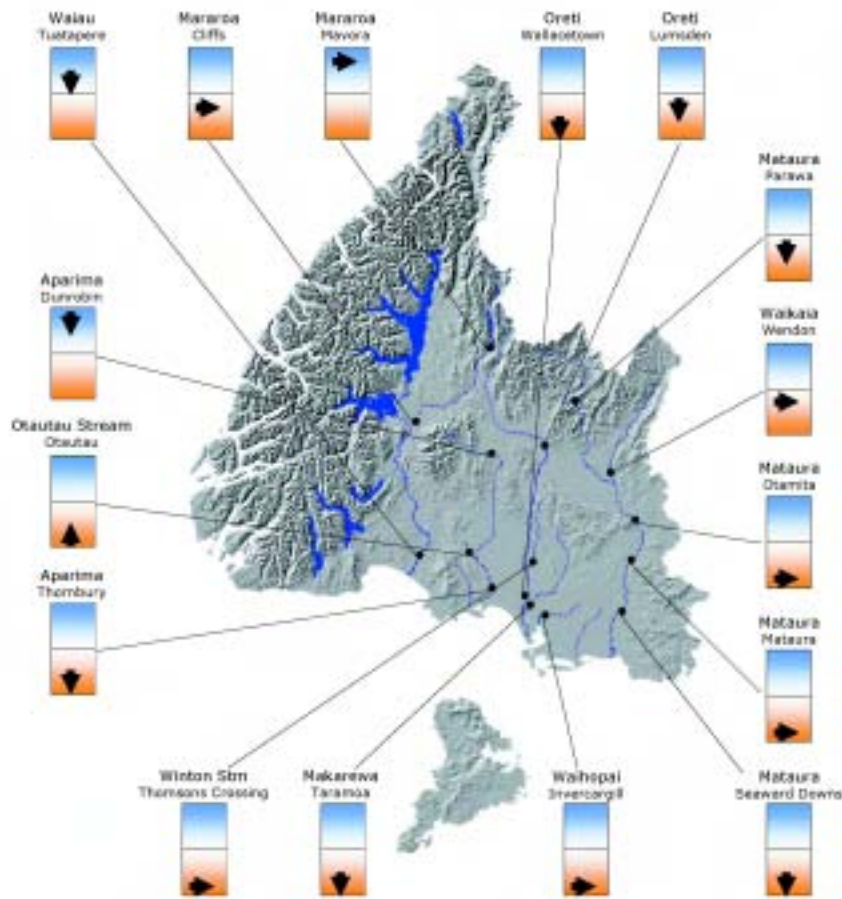 Waiau
Tuatapere
Mararoa
Cliffs
Mararoa
Mavora
Oreti
Wallacetown
Oreti
Lumsden
Mataura
Parawa
Aparima
Dunrobin
Waikaia
Wendon
Otautau Stream
Otautau
Mataura
Otamita
Aparima
Thornbury
Mataura
Mataura
Winton Stm
Thomsons Crossing
Makarewa
Taramoa
Waihopai
Invercargill
Mataura
Seaward Downs